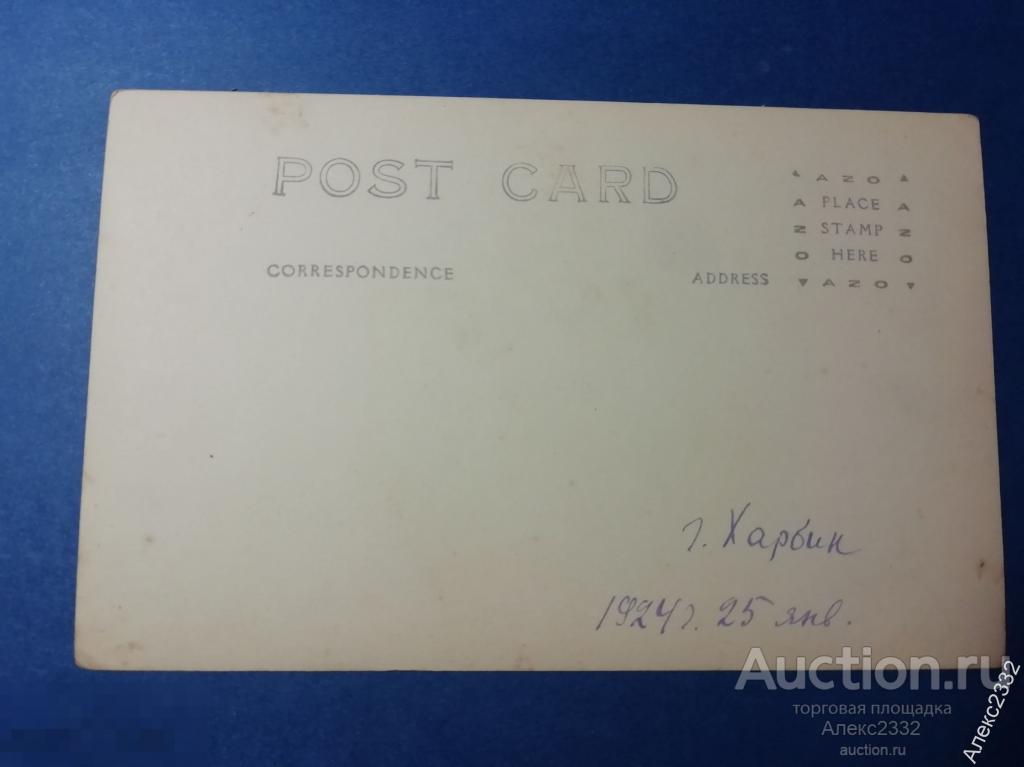 POST CARD
▲ AZO ▲
A PLACE A
Z STAMP Z
O HERE O
▼ AZO ▼
CORRESPONDENCE
ADDRESS
г. Харбин
1924 г. 25 янв.
Auction.ru
торговая площадка
Алекс2332
auction.ru
Алекс2332